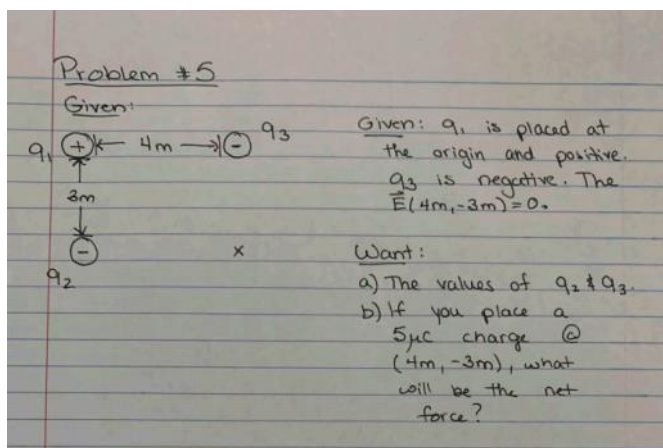 Problem #5
Given:
q₁ (+) ←4m→ (-) q₃
3m
(-)
q₂
x
Given: q₁ is placed at
the origin and positive.
q₃ is negative. The
E⃗(4m,-3m)=0.
Want:
a) The values of q₂ & q₃.
b) If you place a
5μC charge @
(4m,-3m), what
will be the net
force?